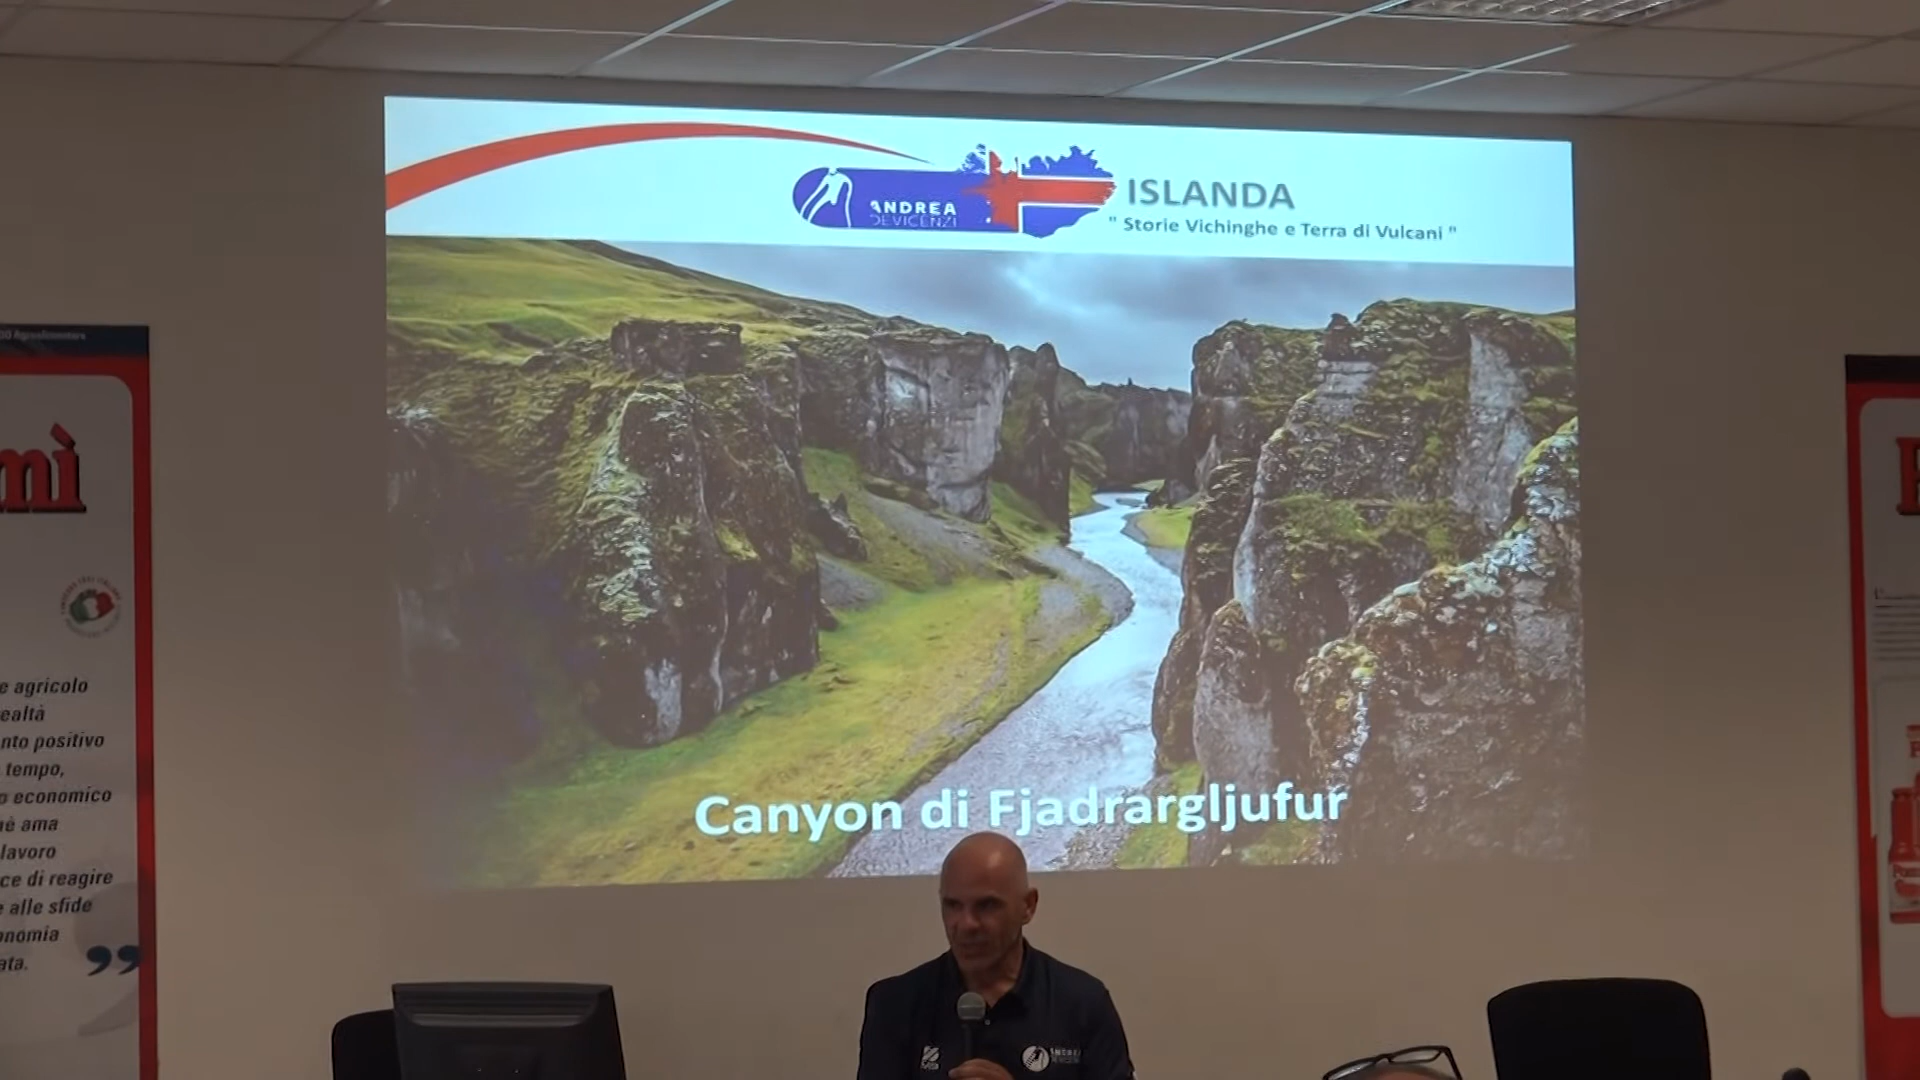 ANDREA
DEVICENZI
ISLANDA
" Storie Vichinghe e Terra di Vulcani "
Canyon di Fjadrargljufur
mì
e agricolo
ealtà
nto positivo
tempo,
o economico
hè ama
lavoro
ce di reagire
e alle sfide
onomia
ata.
”
ANDREA